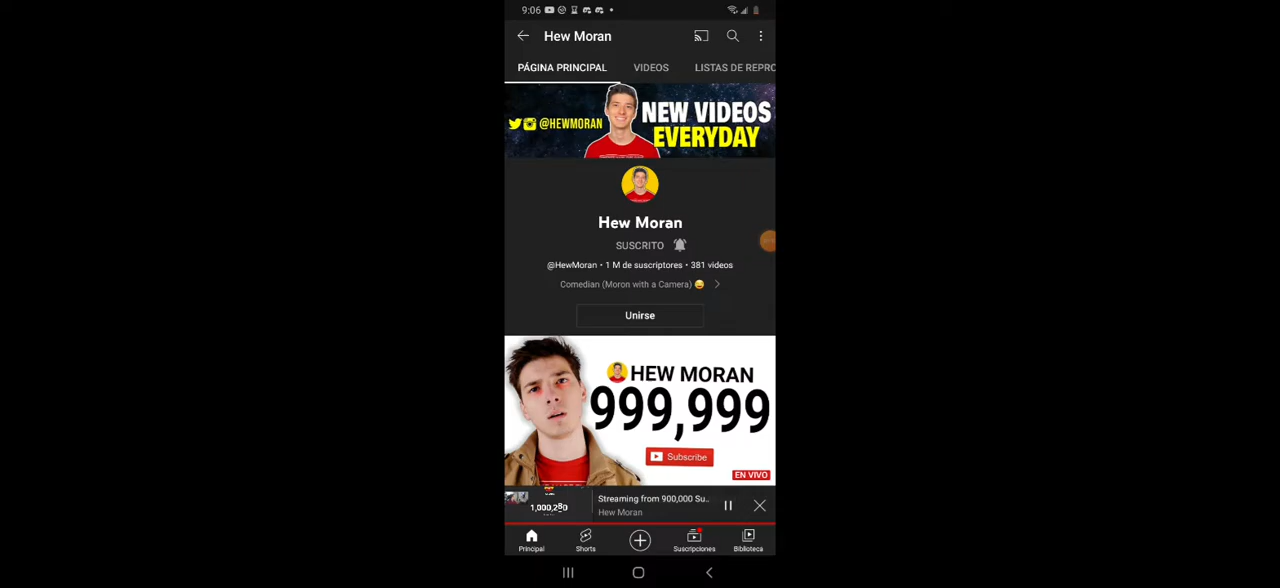 9:06
Hew Moran
PÁGINA PRINCIPAL VIDEOS LISTAS DE REPRO
@HEWMORAN
NEW VIDEOS
EVERYDAY
Hew Moran
SUSCRITO
@HewMoran • 1 M de suscriptores • 381 videos
Comedian (Moron with a Camera) 😂
Unirse
HEW MORAN
999,999
Subscribe
EN VIVO
Streaming from 900,000 Su..
Hew Moran
Principal Shorts Suscripciones Biblioteca